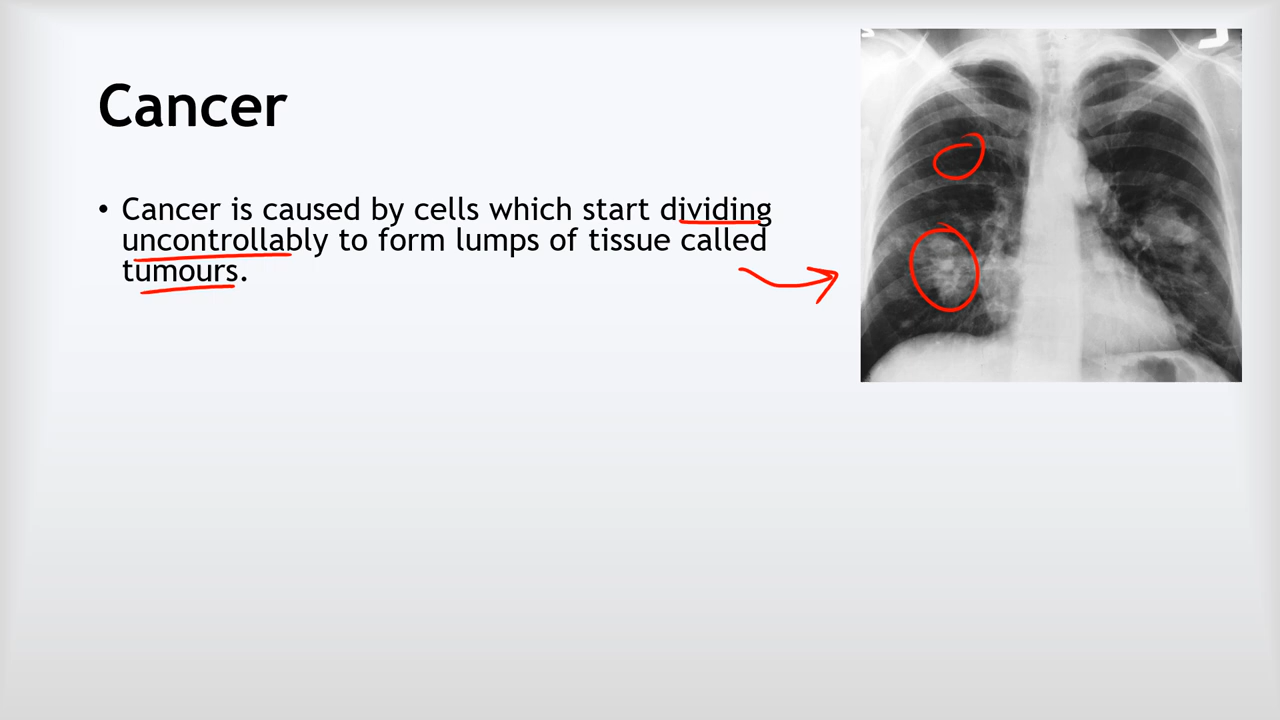 Cancer
• Cancer is caused by cells which start dividing
uncontrollably to form lumps of tissue called
tumours.